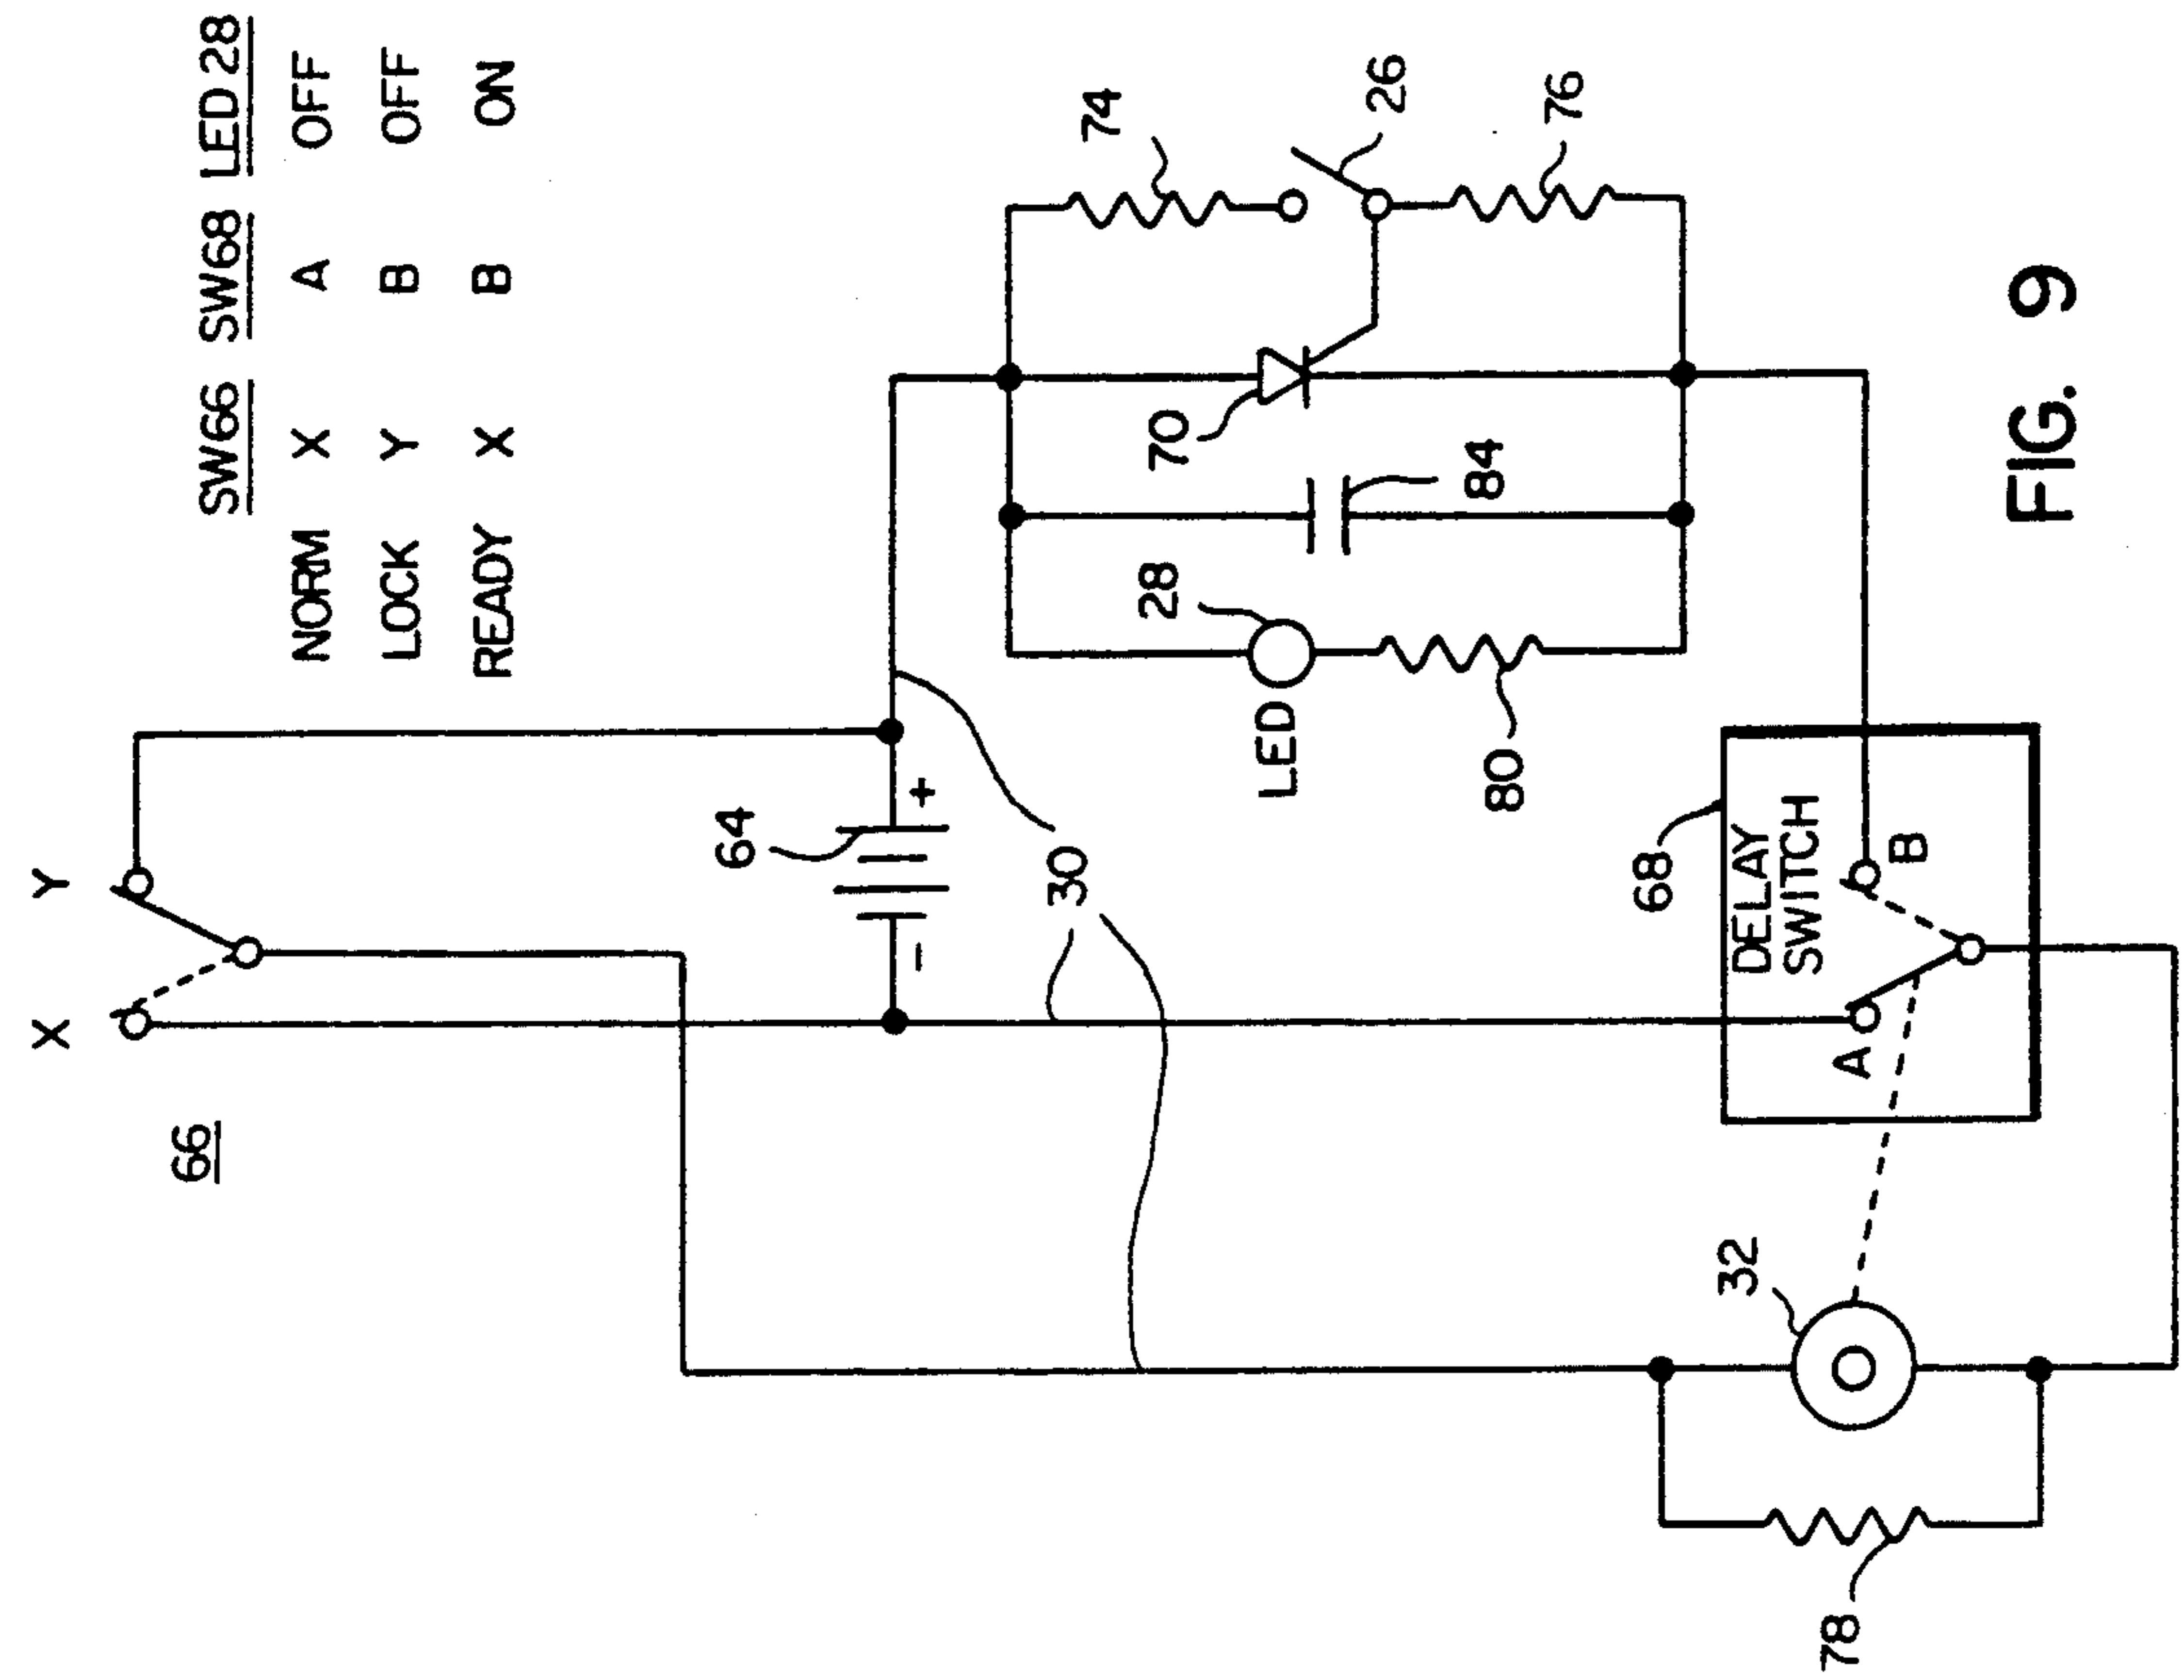 SW66 SW68 LED 28
NORM X A OFF
LOCK Y B OFF
READY X B ON
66
X
Y
64
-
+
30
74
26
76
70
84
28
LED
80
68
DELAY
SWITCH
A
B
32
78
FIG. 9